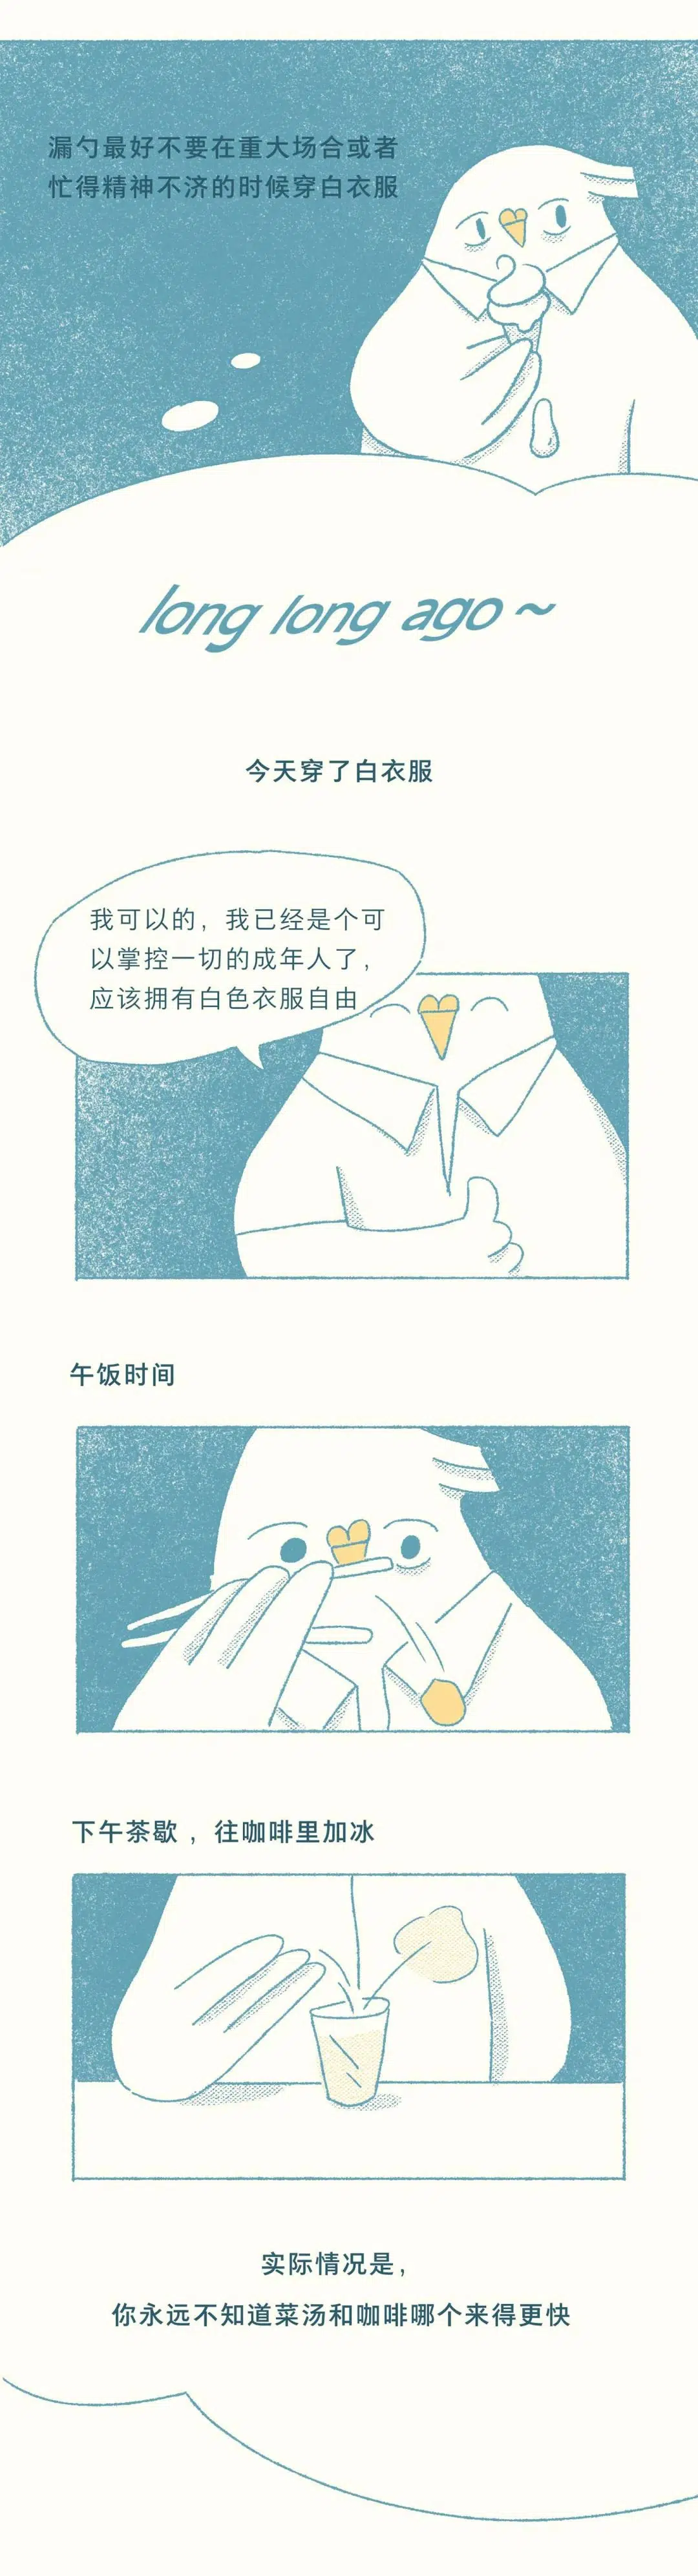 漏勺最好不要在重大场合或者
忙得精神不济的时候穿白衣服
long long ago~
今天穿了白衣服
我可以的，我已经是个可
以掌控一切的成年人了，
应该拥有白色衣服自由
午饭时间
下午茶歇，往咖啡里加冰
实际情况是，
你永远不知道菜汤和咖啡哪个来得更快